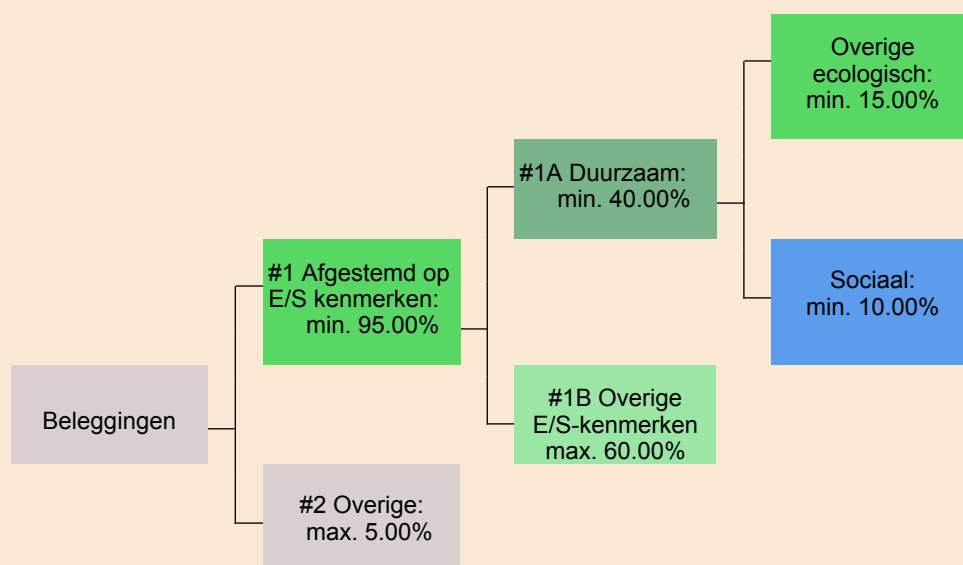 Overige
ecologisch:
min. 15.00%
#1A Duurzaam:
min. 40.00%
#1 Afgestemd op
E/S kenmerken:
min. 95.00%
Sociaal:
min. 10.00%
Beleggingen
#1B Overige
E/S-kenmerken
max. 60.00%
#2 Overige:
max. 5.00%